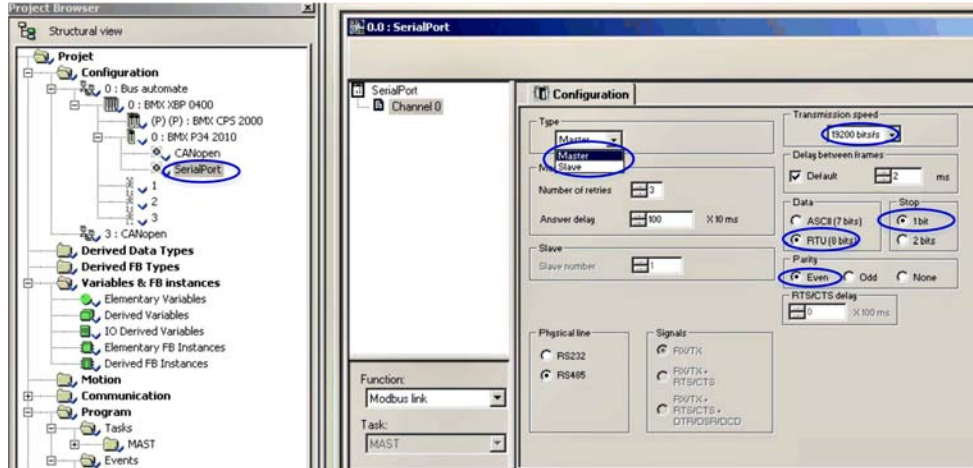 Project Browser
Structural view
Projet
Configuration
0 : Bus automate
0 : BMX XBP 0400
(P) (P) : BMX CPS 2000
0 : BMX P34 2010
CANopen
SerialPort
1
2
3
3 : CANopen
Derived Data Types
Derived FB Types
Variables & FB instances
Elementary Variables
Derived Variables
IO Derived Variables
Elementary FB Instances
Derived FB Instances
Motion
Communication
Program
Tasks
MAST
Events
0.0 : SerialPort
SerialPort
Channel 0
Function:
Modbus link
Task:
MAST
Configuration
Type
Master
Master
Slave
Number of retries 3
Answer delay 100 X 10 ms
Slave
Slave number 1
Physical line
RS232
RS485
Signals
RX/TX
RX/TX +
RTS/CTS
RX/TX +
RTS/CTS +
DTR/DSR/DCD
Transmission speed
19200 bits/s
Delay between frames
Default 2 ms
Data
ASCII (7 bits)
RTU (8 bits)
Stop
1 bit
2 bits
Parity
Even Odd None
RTS/CTS delay
0 X 100 ms